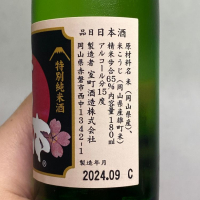 原材料名 米（岡山県産）、
米こうじ（岡山県産雄町米）
精米歩合65％内容量180㎖
アルコール分15度
製造者 室町酒造株式会社
岡山県赤磐市西中1342-1
品目 日本酒
特別純米酒
製造年月
2024.09 C